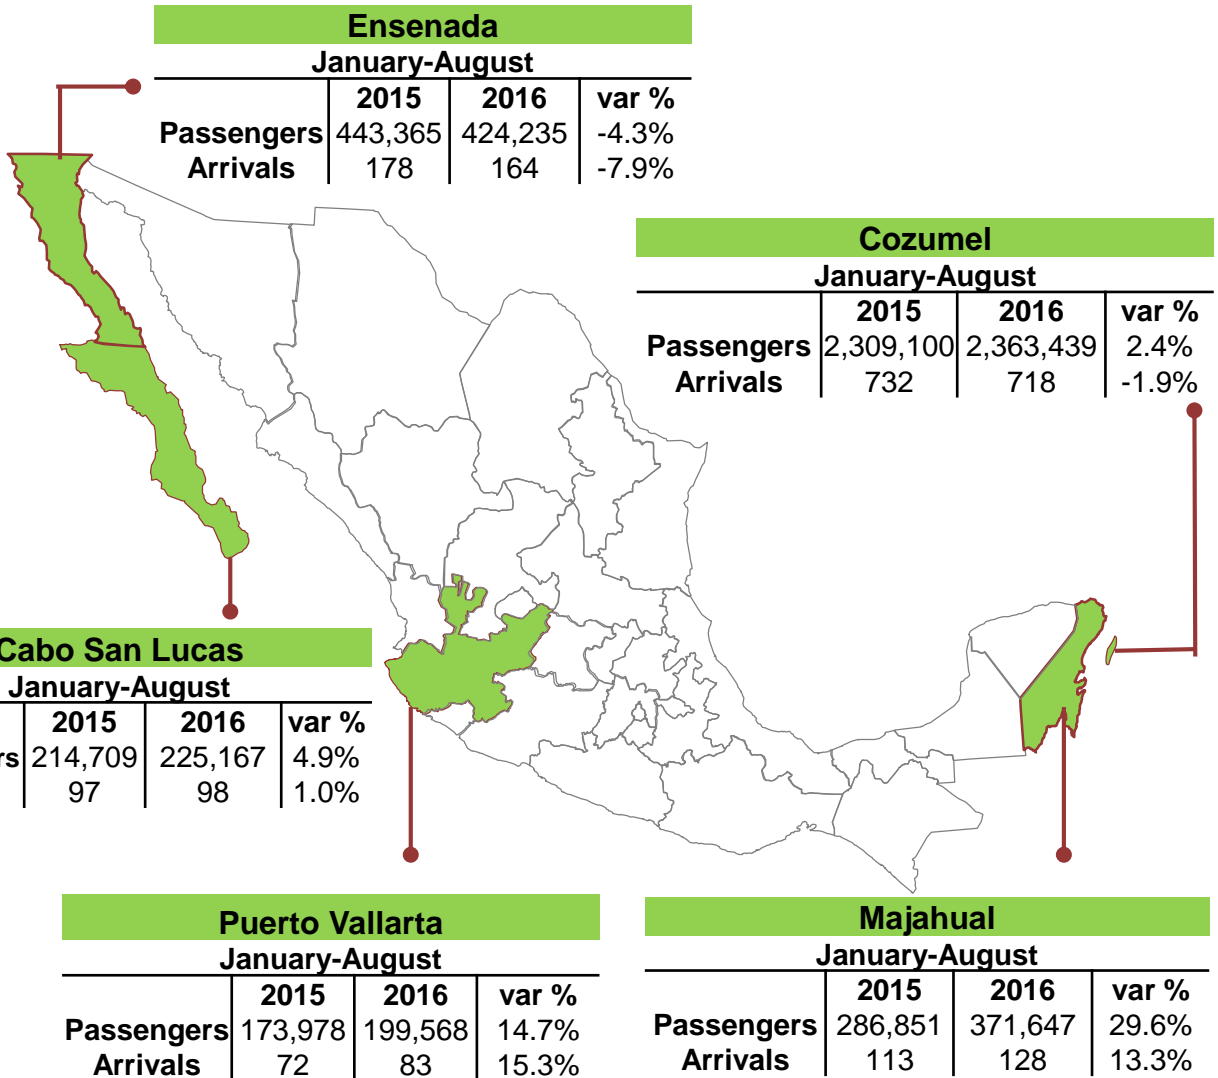 Ensenada
January-August
2015 2016 var %
Passengers 443,365 424,235 -4.3%
Arrivals 178 164 -7.9%
Cozumel
January-August
2015 2016 var %
Passengers 2,309,100 2,363,439 2.4%
Arrivals 732 718 -1.9%
Cabo San Lucas
January-August
2015 2016 var %
rs 214,709 225,167 4.9%
97 98 1.0%
Puerto Vallarta
January-August
2015 2016 var %
Passengers 173,978 199,568 14.7%
Arrivals 72 83 15.3%
Majahual
January-August
2015 2016 var %
Passengers 286,851 371,647 29.6%
Arrivals 113 128 13.3%